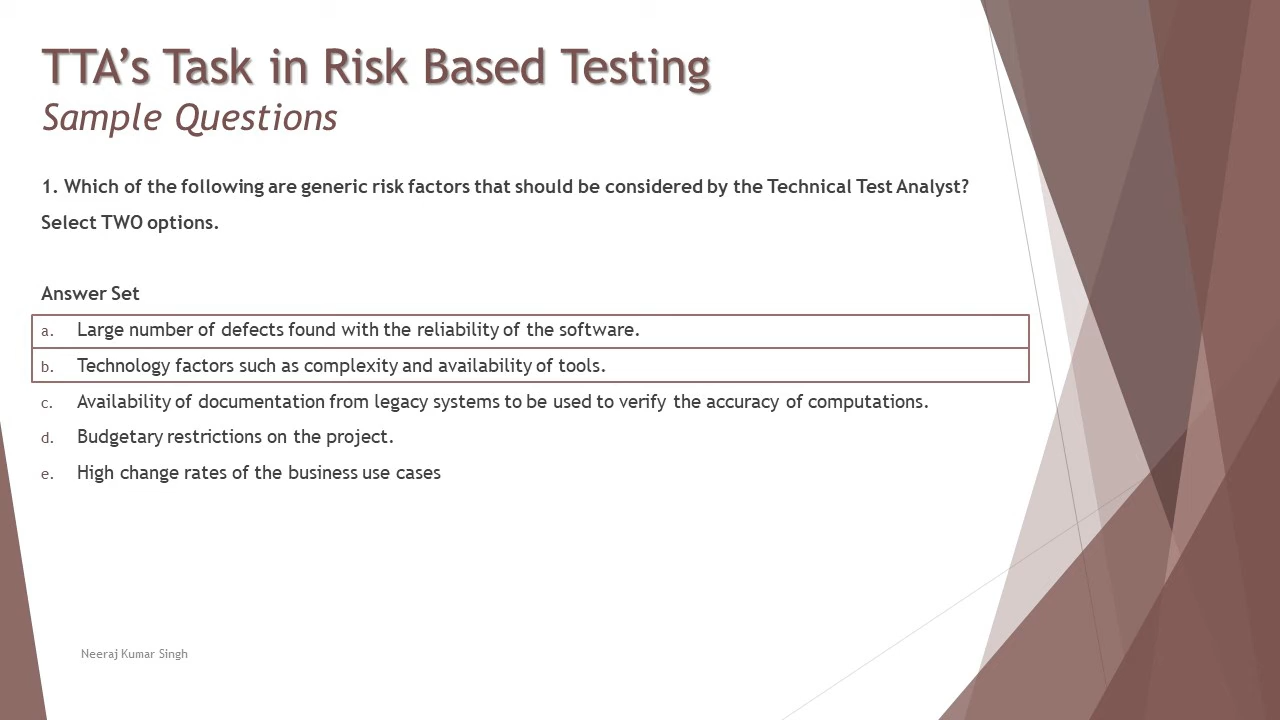 TTA’s Task in Risk Based Testing
Sample Questions
1. Which of the following are generic risk factors that should be considered by the Technical Test Analyst?
Select TWO options.
Answer Set
a. Large number of defects found with the reliability of the software.
b. Technology factors such as complexity and availability of tools.
c. Availability of documentation from legacy systems to be used to verify the accuracy of computations.
d. Budgetary restrictions on the project.
e. High change rates of the business use cases
Neeraj Kumar Singh